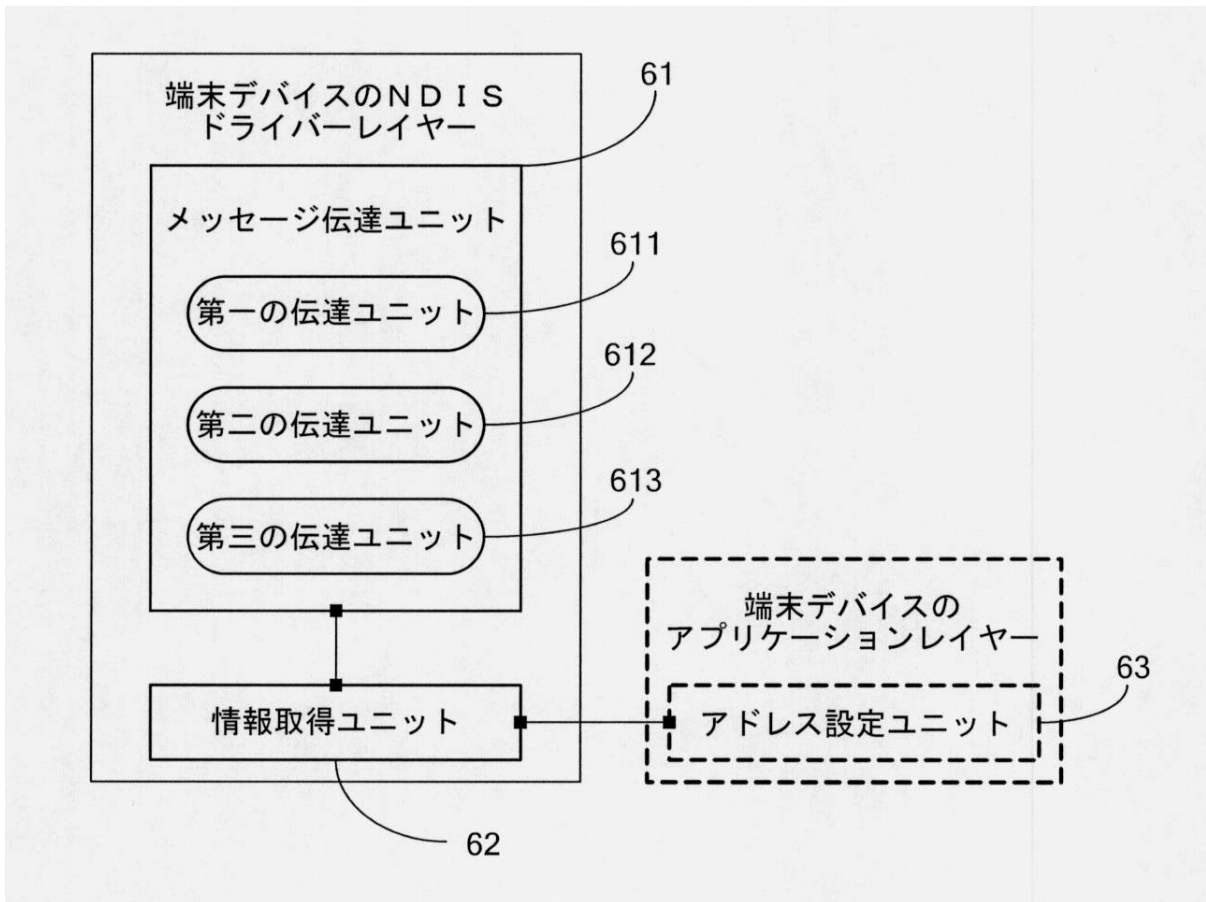 端末デバイスのＮＤＩＳ
ドライバーレイヤー
61
メッセージ伝達ユニット
611
第一の伝達ユニット
612
第二の伝達ユニット
613
第三の伝達ユニット
端末デバイスの
アプリケーションレイヤー
63
情報取得ユニット
アドレス設定ユニット
62